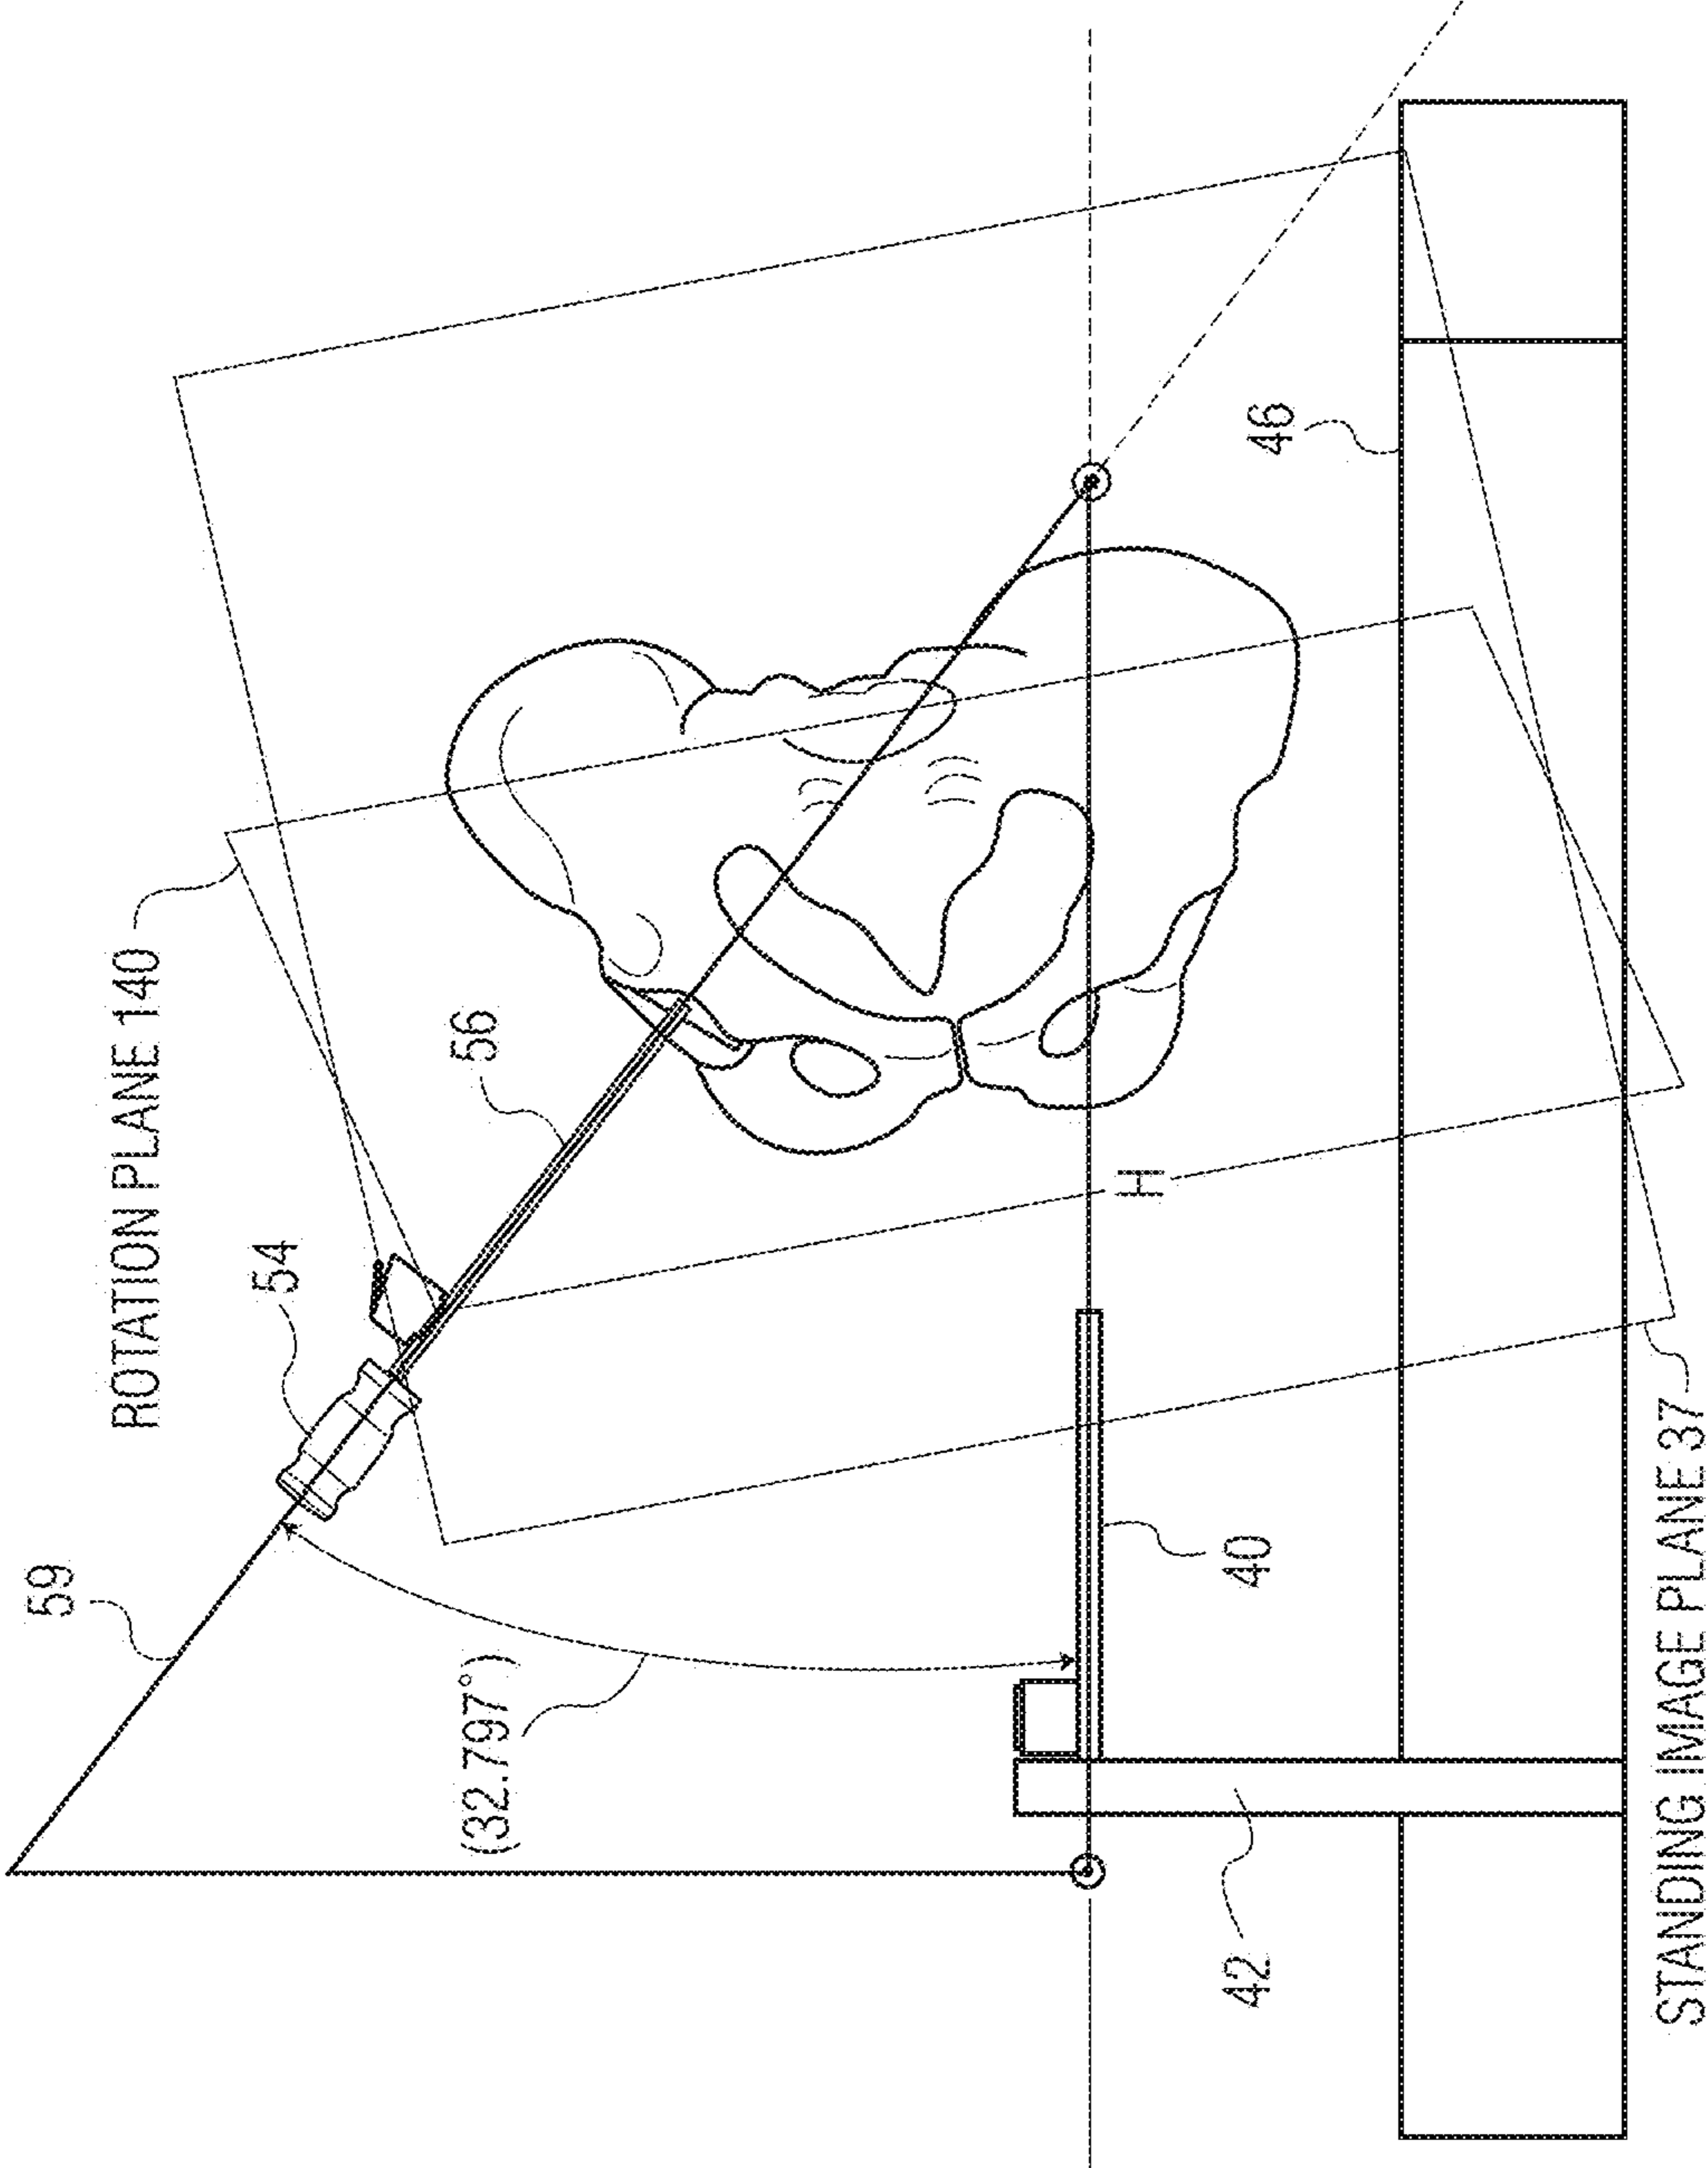 59
ROTATION PLANE 140
54
56
(32.797°)
H
46
40
42
STANDING IMAGE PLANE 37